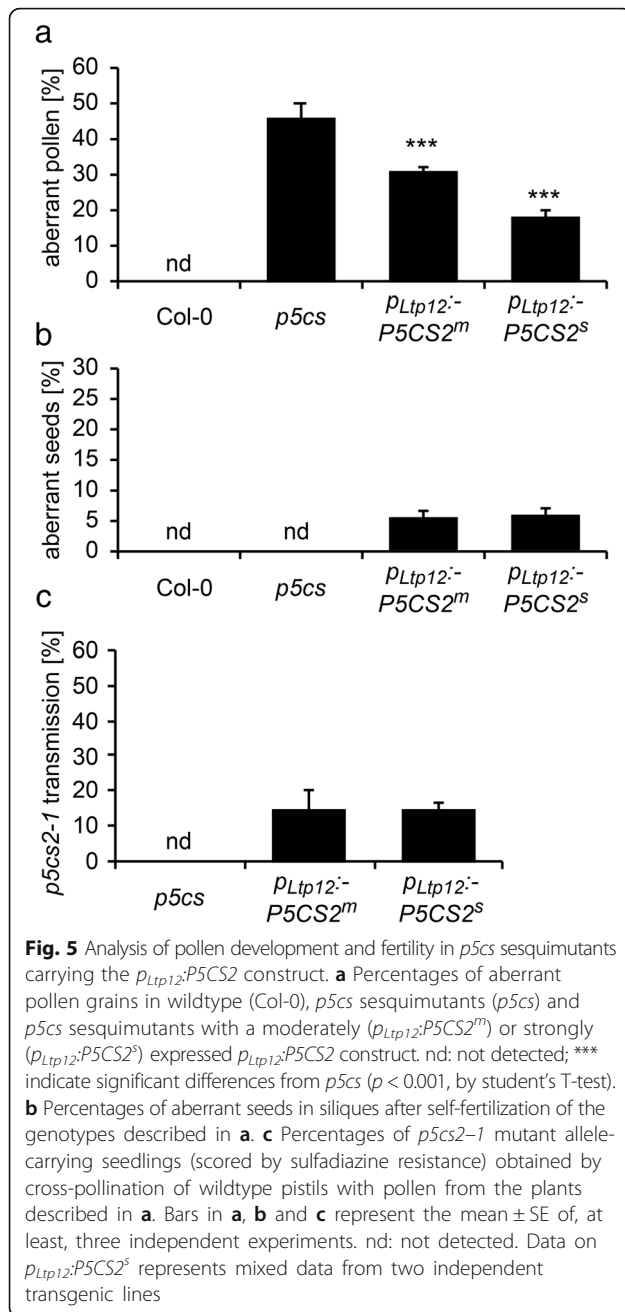 a
aberrant pollen [%]
60
50
40
30
20
10
0
nd
***
***
Col-0
p5cs
pLtp12:-
P5CS2m
pLtp12:-
P5CS2s
b
aberrant seeds [%]
30
25
20
15
10
5
0
nd
nd
Col-0
p5cs
pLtp12:-
P5CS2m
pLtp12:-
P5CS2s
c
p5cs2-1 transmission [%]
60
50
40
30
20
10
0
nd
p5cs
pLtp12:-
P5CS2m
pLtp12:-
P5CS2s
Fig. 5 Analysis of pollen development and fertility in p5cs sesquimutants
carrying the pLtp12:P5CS2 construct. a Percentages of aberrant
pollen grains in wildtype (Col-0), p5cs sesquimutants (p5cs) and
p5cs sesquimutants with a moderately (pLtp12:P5CS2m) or strongly
(pLtp12:P5CS2s) expressed pLtp12:P5CS2 construct. nd: not detected; ***
indicate significant differences from p5cs (p < 0.001, by student's T-test).
b Percentages of aberrant seeds in siliques after self-fertilization of the
genotypes described in a. c Percentages of p5cs2–1 mutant allele-
carrying seedlings (scored by sulfadiazine resistance) obtained by
cross-pollination of wildtype pistils with pollen from the plants
described in a. Bars in a, b and c represent the mean ± SE of, at
least, three independent experiments. nd: not detected. Data on
pLtp12:P5CS2s represents mixed data from two independent
transgenic lines